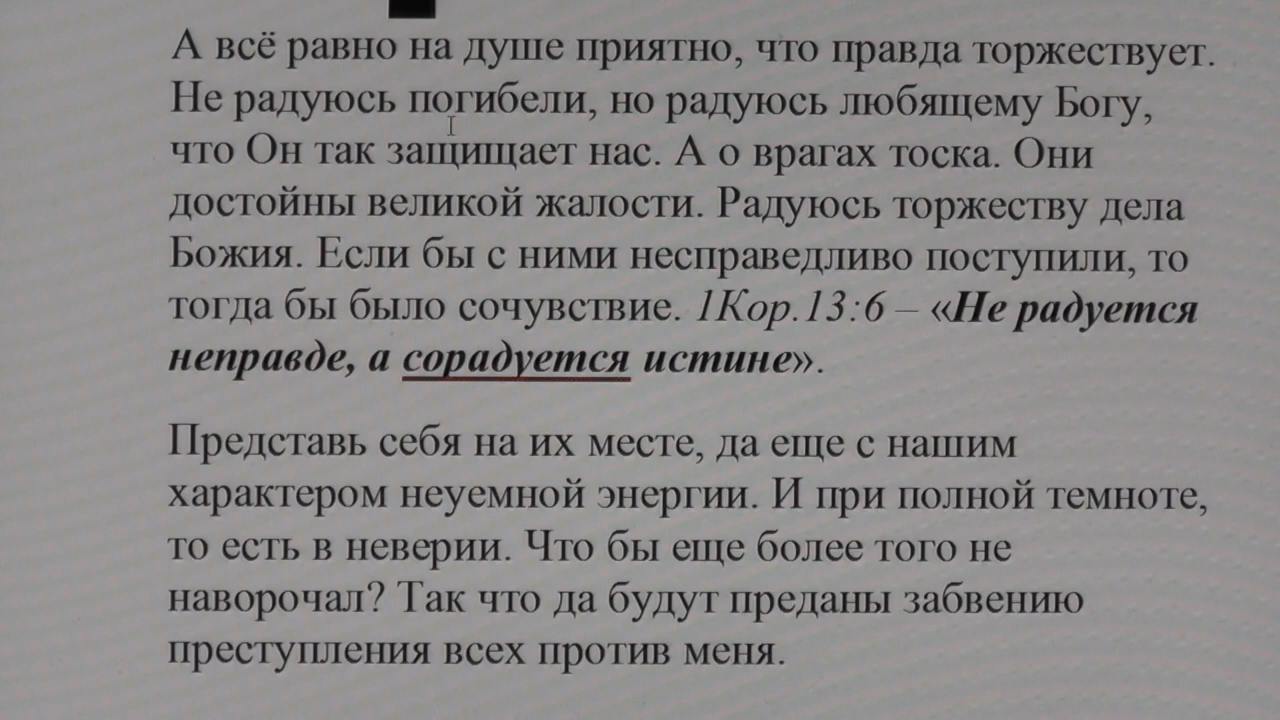 А всё равно на душе приятно, что правда торжествует.
Не радуюсь погибели, но радуюсь любящему Богу,
что Он так защищает нас. А о врагах тоска. Они
достойны великой жалости. Радуюсь торжеству дела
Божия. Если бы с ними несправедливо поступили, то
тогда бы было сочувствие. 1Кор.13:6 – «Не радуется
неправде, а сорадуется истине».
Представь себя на их месте, да еще с нашим
характером неуемной энергии. И при полной темноте,
то есть в неверии. Что бы еще более того не
наворочал? Так что да будут преданы забвению
преступления всех против меня.